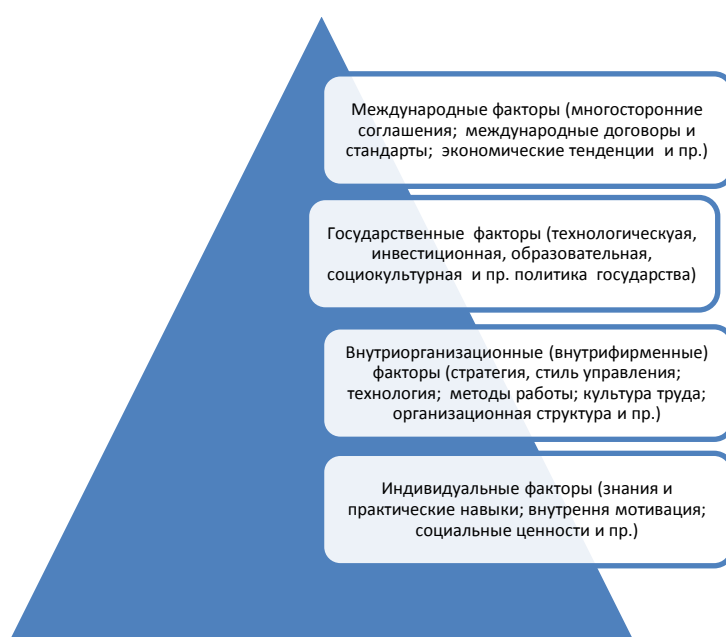 Международные факторы (многосторонние
соглашения; международные договоры и
стандарты; экономические тенденции и пр.)
Государственные факторы (технологическуая,
инвестиционная, образовательная,
социокультурная и пр. политика государства)
Внутриорганизационные (внутрифирменные)
факторы (стратегия, стиль управления;
технология; методы работы; культура труда;
организационная структура и пр.)
Индивидуальные факторы (знания и
практические навыки; внутрення мотивация;
социальные ценности и пр.)